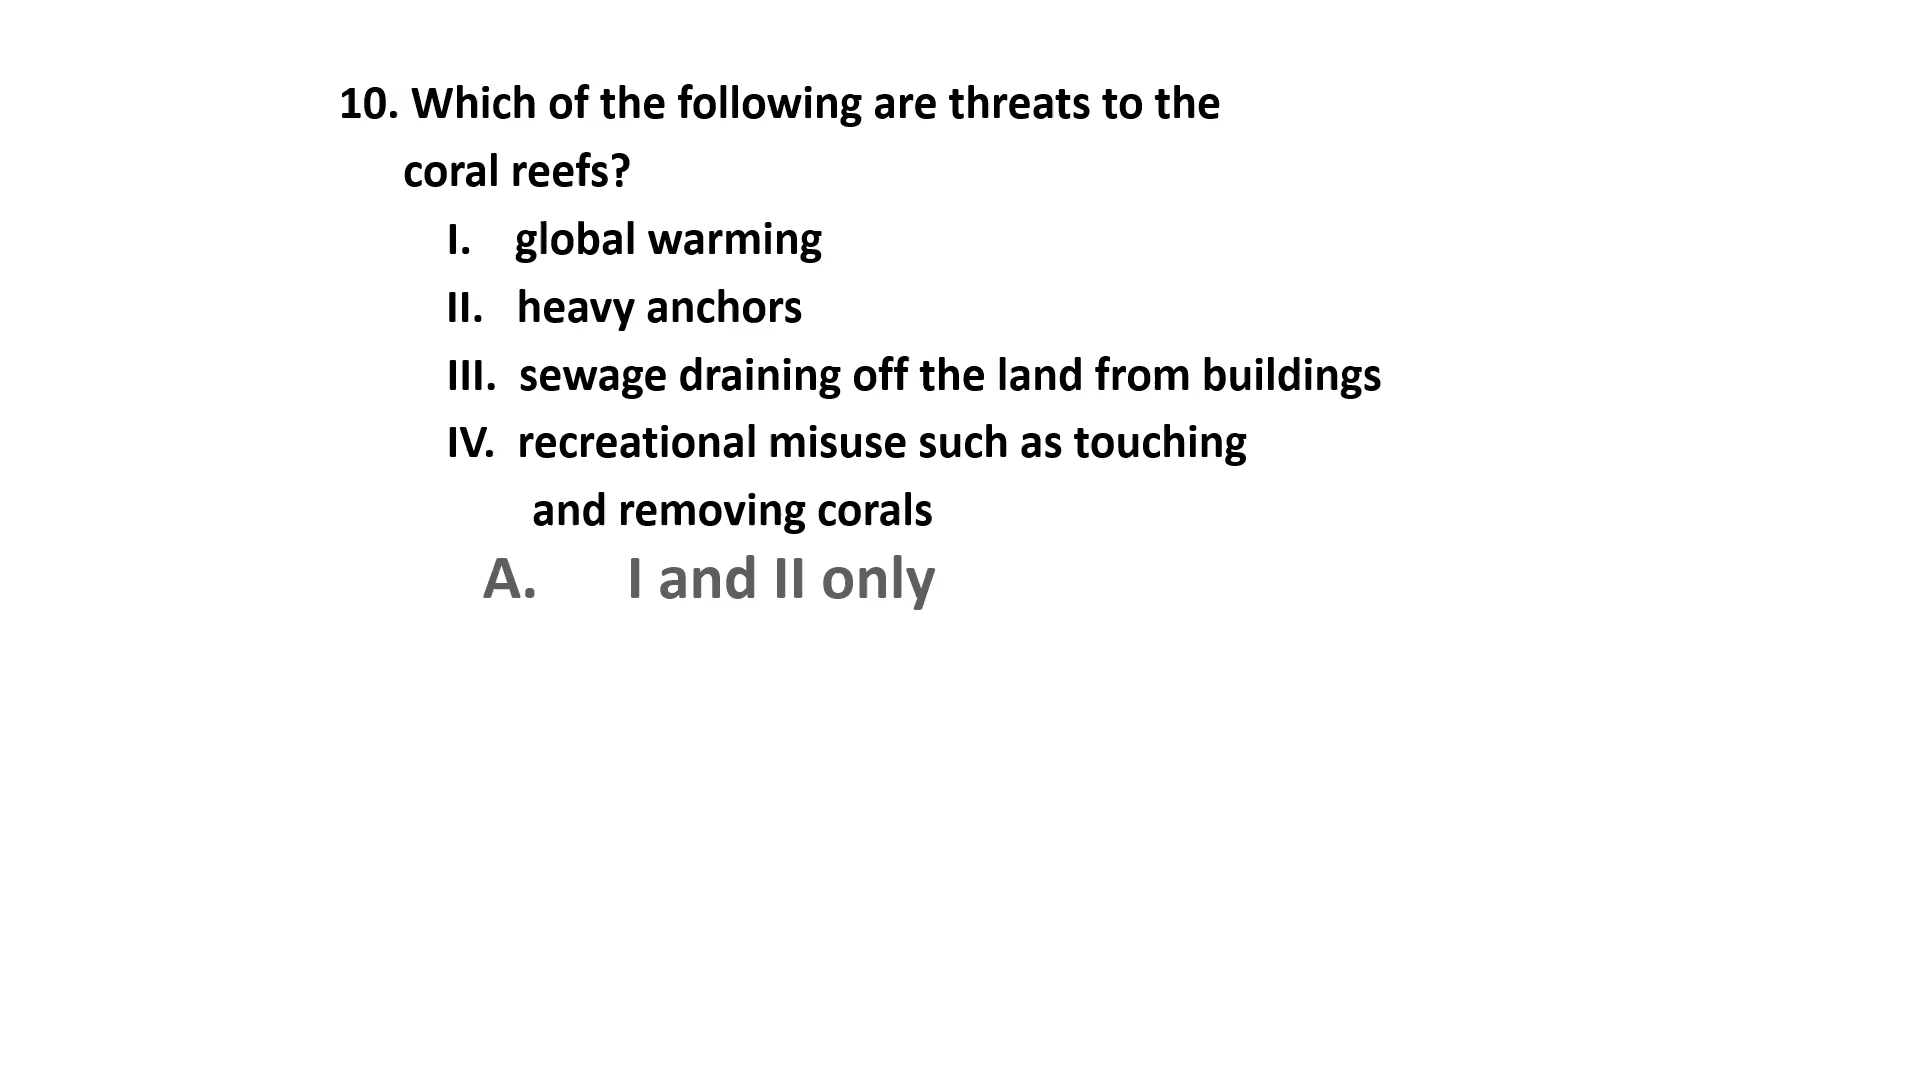 10. Which of the following are threats to the
coral reefs?
I. global warming
II. heavy anchors
III. sewage draining off the land from buildings
IV. recreational misuse such as touching
and removing corals
A. I and II only